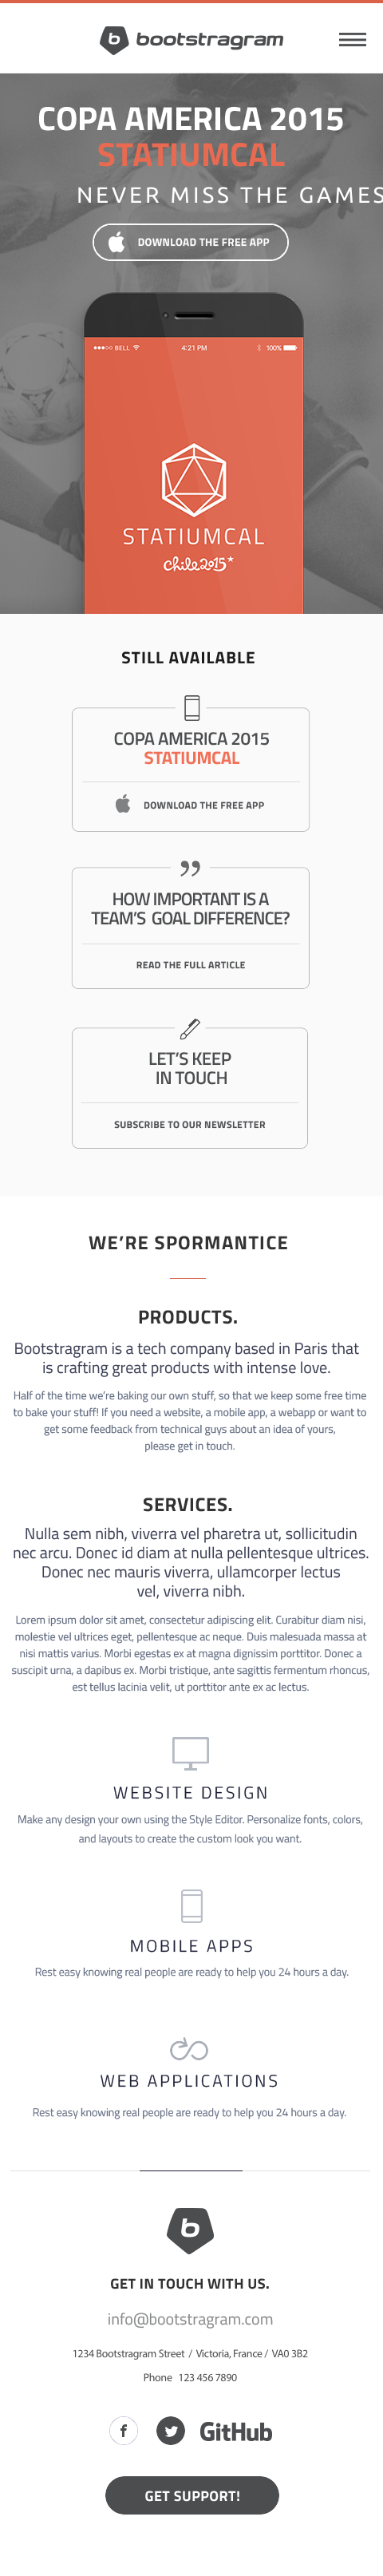 b bootstragram
COPA AMERICA 2015
STATIUMCAL
NEVER MISS THE GAMES
DOWNLOAD THE FREE APP
BELL 4:21 PM 100%
STATIUMCAL
chile2015*
STILL AVAILABLE
COPA AMERICA 2015
STATIUMCAL
DOWNLOAD THE FREE APP
HOW IMPORTANT IS A
TEAM'S GOAL DIFFERENCE?
READ THE FULL ARTICLE
LET'S KEEP
IN TOUCH
SUBSCRIBE TO OUR NEWSLETTER
WE'RE SPORMANTICE
PRODUCTS.
Bootstragram is a tech company based in Paris that
is crafting great products with intense love.
Half of the time we're baking our own stuff, so that we keep some free time
to bake your stuff! If you need a website, a mobile app, a webapp or want to
get some feedback from technical guys about an idea of yours,
please get in touch.
SERVICES.
Nulla sem nibh, viverra vel pharetra ut, sollicitudin
nec arcu. Donec id diam at nulla pellentesque ultrices.
Donec nec mauris viverra, ullamcorper lectus
vel, viverra nibh.
Lorem ipsum dolor sit amet, consectetur adipiscing elit. Curabitur diam nisi,
molestie vel ultrices eget, pellentesque ac neque. Duis malesuada massa at
nisi mattis varius. Morbi egestas ex at magna dignissim porttitor. Donec a
suscipit urna, a dapibus ex. Morbi tristique, ante sagittis fermentum rhoncus,
est tellus lacinia velit, ut porttitor ante ex ac lectus.
WEBSITE DESIGN
Make any design your own using the Style Editor. Personalize fonts, colors,
and layouts to create the custom look you want.
MOBILE APPS
Rest easy knowing real people are ready to help you 24 hours a day.
WEB APPLICATIONS
Rest easy knowing real people are ready to help you 24 hours a day.
b
GET IN TOUCH WITH US.
info@bootstragram.com
1234 Bootstragram Street / Victoria, France / VA0 3B2
Phone 123 456 7890
f GitHub
GET SUPPORT!